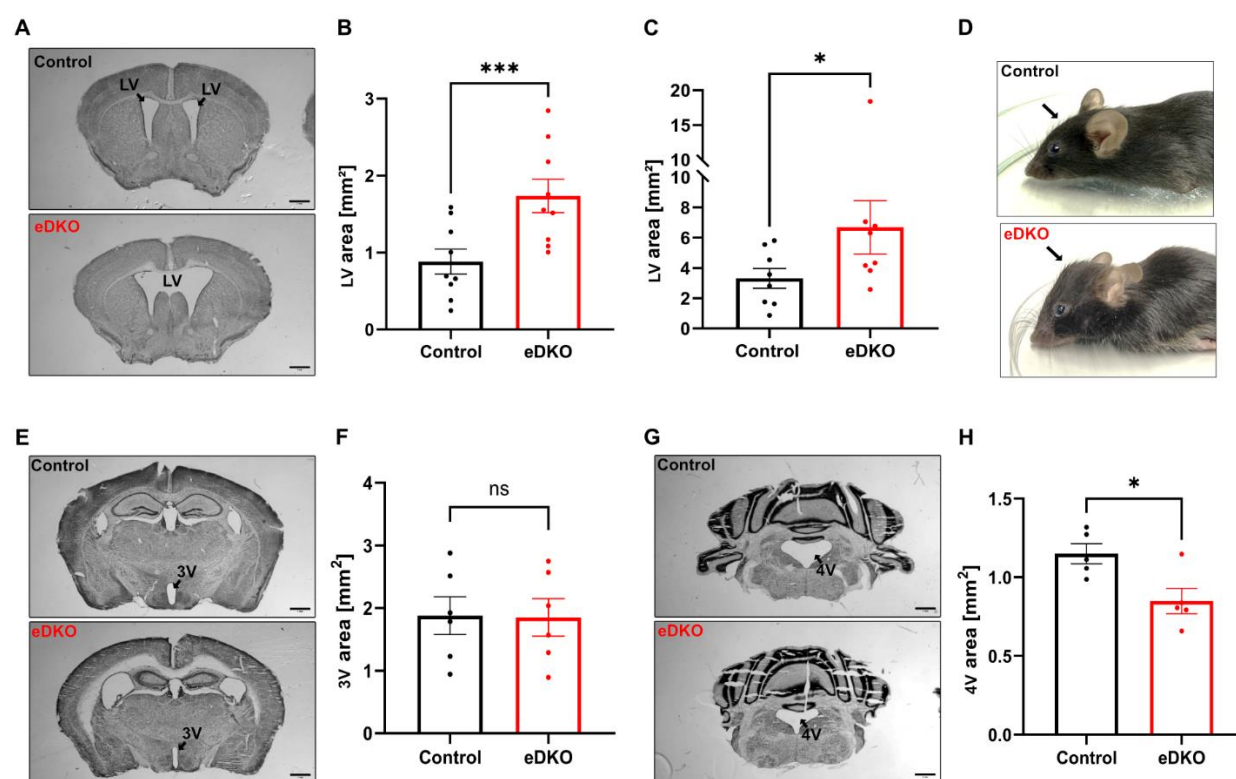 A
Control
LV
LV
eDKO
LV
B
***
LV area [mm²]
3
2
1
0
Control
eDKO
C
*
LV area [mm²]
20
15
10
10
8
6
4
2
0
Control
eDKO
D
Control
eDKO
E
Control
3V
eDKO
3V
F
ns
3V area [mm²]
4
3
2
1
0
Control
eDKO
G
Control
4V
eDKO
4V
H
*
4V area [mm²]
1.5
1.0
0.5
0.0
Control
eDKO